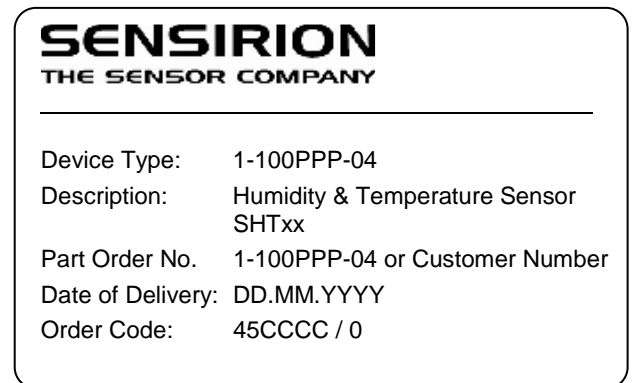 SENSIRION
THE SENSOR COMPANY
Device Type: 1-100PPP-04
Description: Humidity & Temperature Sensor
SHTxx
Part Order No. 1-100PPP-04 or Customer Number
Date of Delivery: DD.MM.YYYY
Order Code: 45CCCC / 0